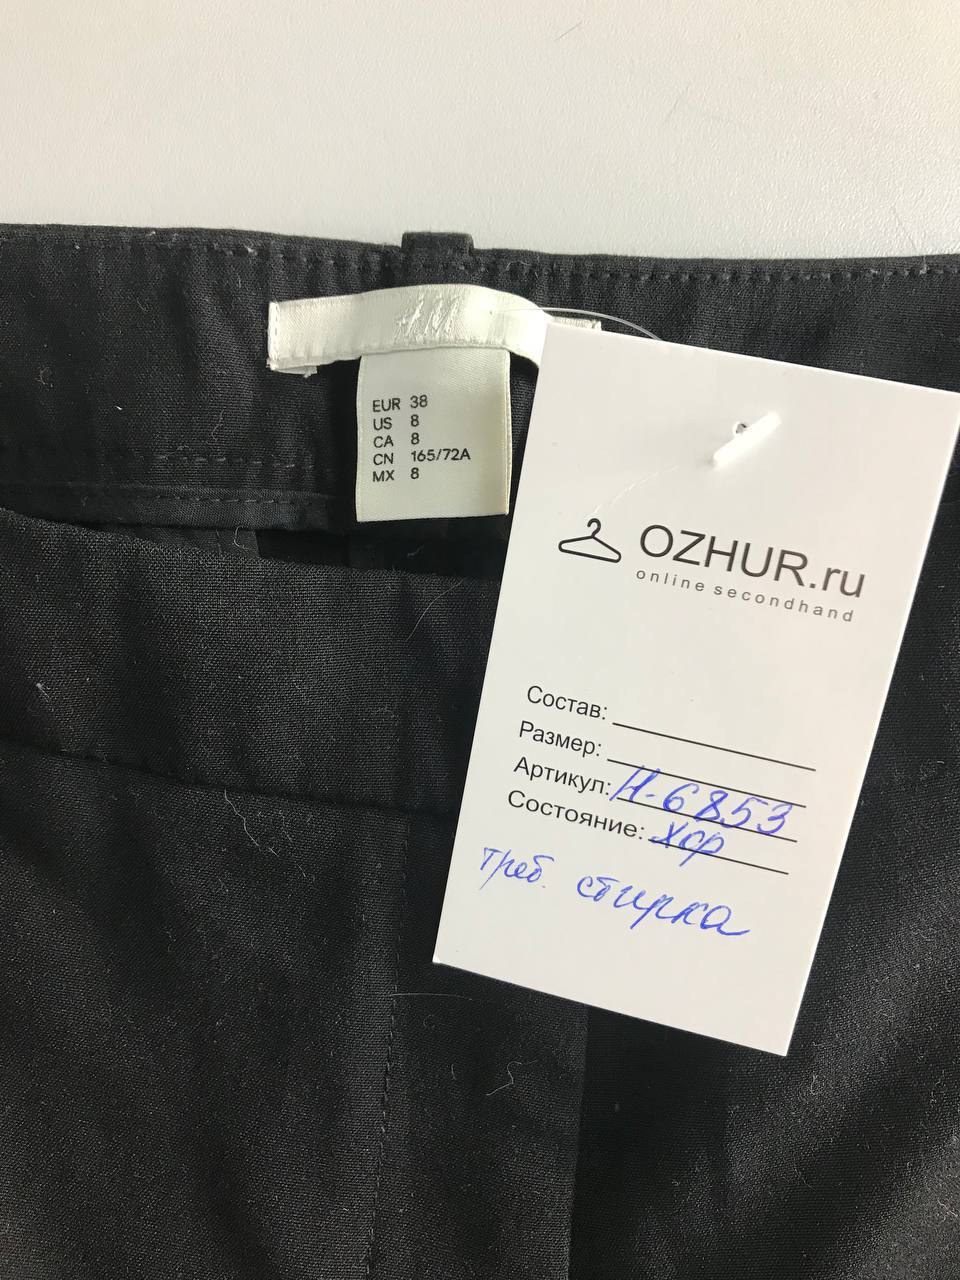 H&M
EUR 38
US 8
CA 8
CN 165/72A
MX 8
OZHUR.ru
online secondhand
Состав:
Размер:
Артикул: Н-6853
Состояние: хор
треб. стирка